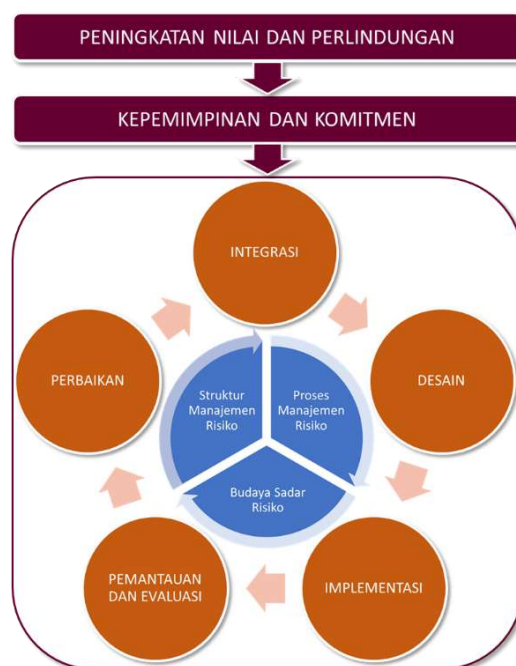 PENINGKATAN NILAI DAN PERLINDUNGAN
KEPEMIMPINAN DAN KOMITMEN
INTEGRASI
DESAIN
IMPLEMENTASI
PEMANTAUAN
DAN EVALUASI
PERBAIKAN
Struktur
Manajemen
Risiko
Proses
Manajemen
Risiko
Budaya Sadar
Risiko